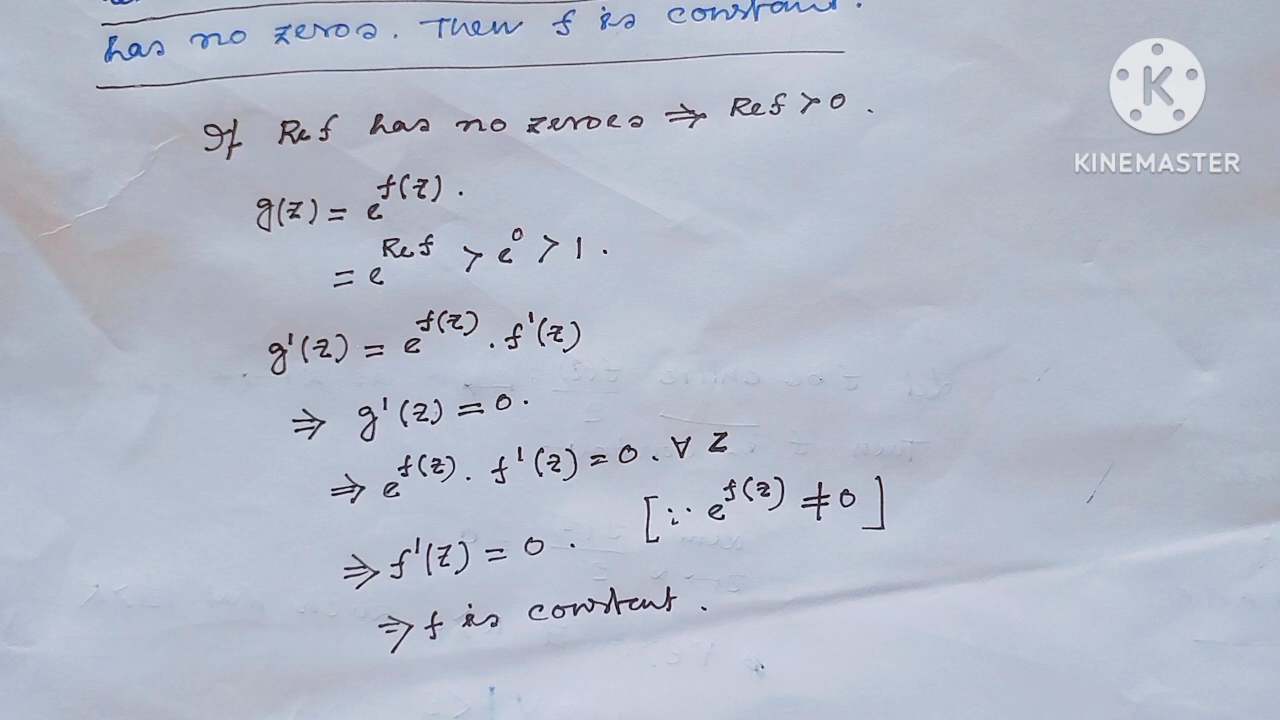 has no zeros. Then f is constant.
If Ref has no zeroes ⇒ Ref > 0.
g(z) = e^f(z).
= e^Ref > e^0 > 1.
g'(z) = e^f(z) . f'(z)
⇒ g'(z) = 0.
⇒ e^f(z) . f'(z) = 0. ∀ z
[∵ e^f(z) ≠ 0]
⇒ f'(z) = 0.
⇒ f is constant.
K
KINEMASTER